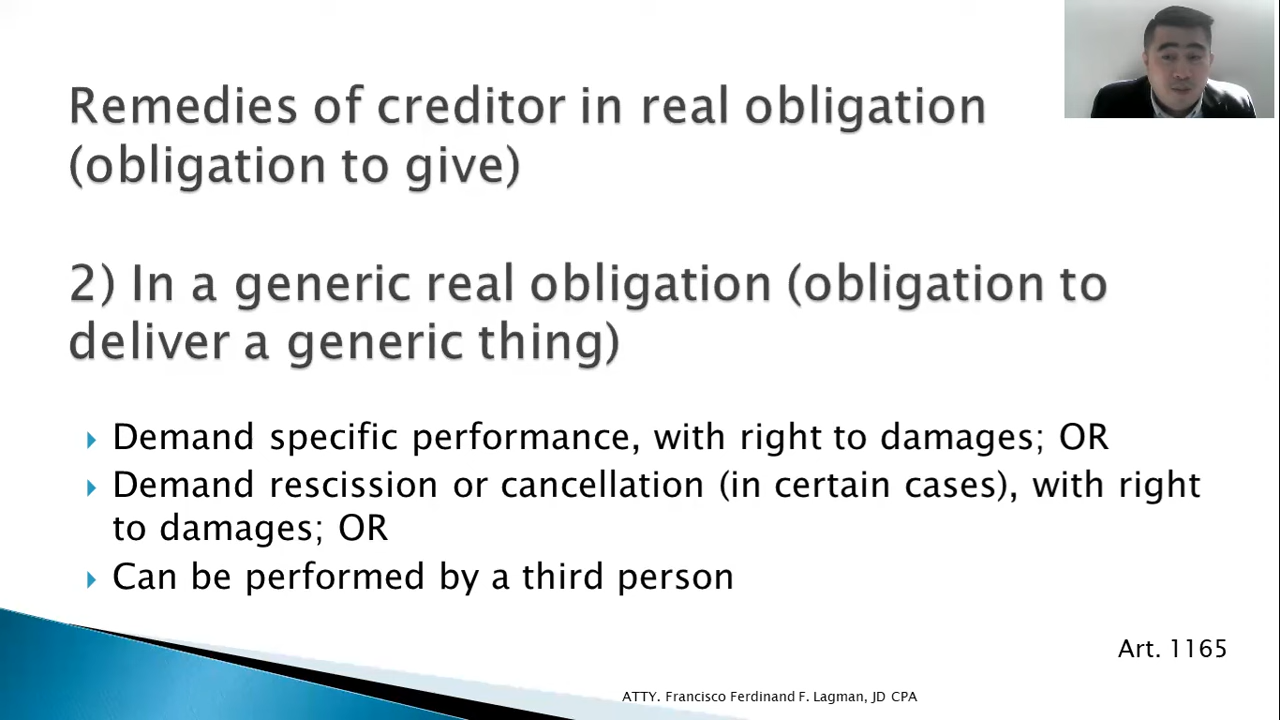 Remedies of creditor in real obligation
(obligation to give)
2) In a generic real obligation (obligation to
deliver a generic thing)
Demand specific performance, with right to damages; OR
Demand rescission or cancellation (in certain cases), with right
to damages; OR
Can be performed by a third person
Art. 1165
ATTY. Francisco Ferdinand F. Lagman, JD CPA